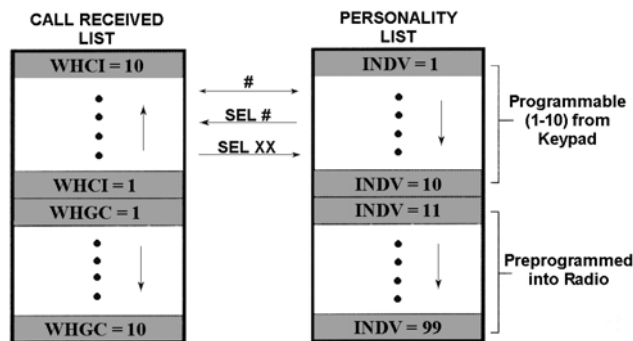 CALL RECEIVED
LIST
PERSONALITY
LIST
WHCI = 10
#
INDV = 1
SEL #
SEL XX
Programmable
(1-10) from
Keypad
WHCI = 1
INDV = 10
WHGC = 1
INDV = 11
Preprogrammed
into Radio
WHGC = 10
INDV = 99